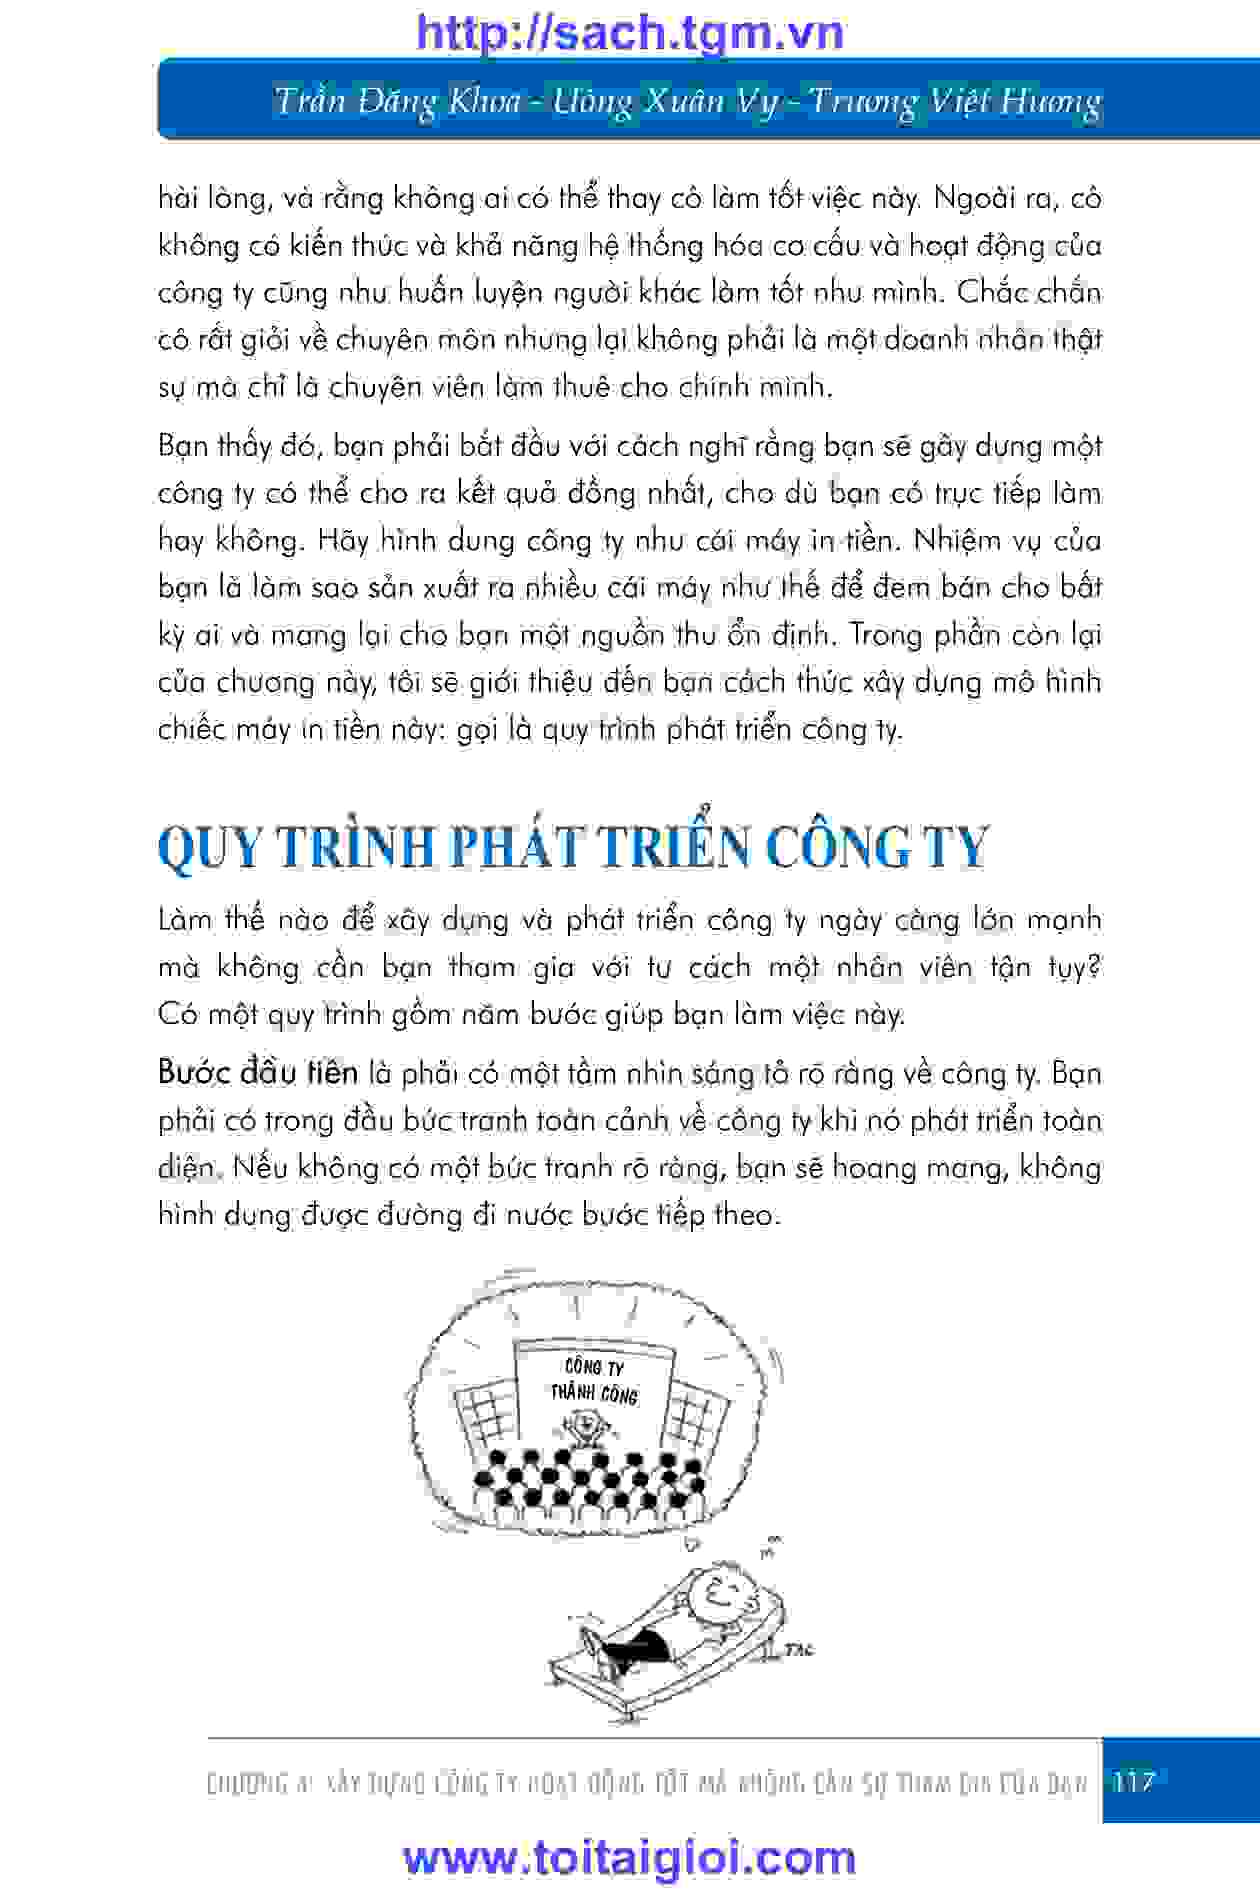 http://sach.tgm.vn
Trần Đăng Khoa - Uông Xuân Vy - Trương Việt Hương
hài lòng, và rằng không ai có thể thay cô làm tốt việc này. Ngoài ra, cô
không có kiến thức và khả năng hệ thống hóa cơ cấu và hoạt động của
công ty cũng như huấn luyện người khác làm tốt như mình. Chắc chắn
cô rất giỏi về chuyên môn nhưng lại không phải là một doanh nhân thật
sự mà chỉ là chuyên viên làm thuê cho chính mình.
Bạn thấy đó, bạn phải bắt đầu với cách nghĩ rằng bạn sẽ gầy dựng một
công ty có thể cho ra kết quả đồng nhất, cho dù bạn có trực tiếp làm
hay không. Hãy hình dung công ty như cái máy in tiền. Nhiệm vụ của
bạn là làm sao sản xuất ra nhiều cái máy như thế để đem bán cho bất
kỳ ai và mang lại cho bạn một nguồn thu ổn định. Trong phần còn lại
của chương này, tôi sẽ giới thiệu đến bạn cách thức xây dựng mô hình
chiếc máy in tiền này: gọi là quy trình phát triển công ty.
QUY TRÌNH PHÁT TRIỂN CÔNG TY
Làm thế nào để xây dựng và phát triển công ty ngày càng lớn mạnh
mà không cần bạn tham gia với tư cách một nhân viên tận tụy?
Có một quy trình gồm năm bước giúp bạn làm việc này.
Bước đầu tiên là phải có một tầm nhìn sáng tỏ rõ ràng về công ty. Bạn
phải có trong đầu bức tranh toàn cảnh về công ty khi nó phát triển toàn
diện. Nếu không có một bức tranh rõ ràng, bạn sẽ hoang mang, không
hình dung được đường đi nước bước tiếp theo.
CÔNG TY
THÀNH CÔNG
CHƯƠNG 4: XÂY DỰNG CÔNG TY HOẠT ĐỘNG TỐT MÀ KHÔNG CẦN SỰ THAM GIA CỦA BẠN 117
www.toitaigioi.com